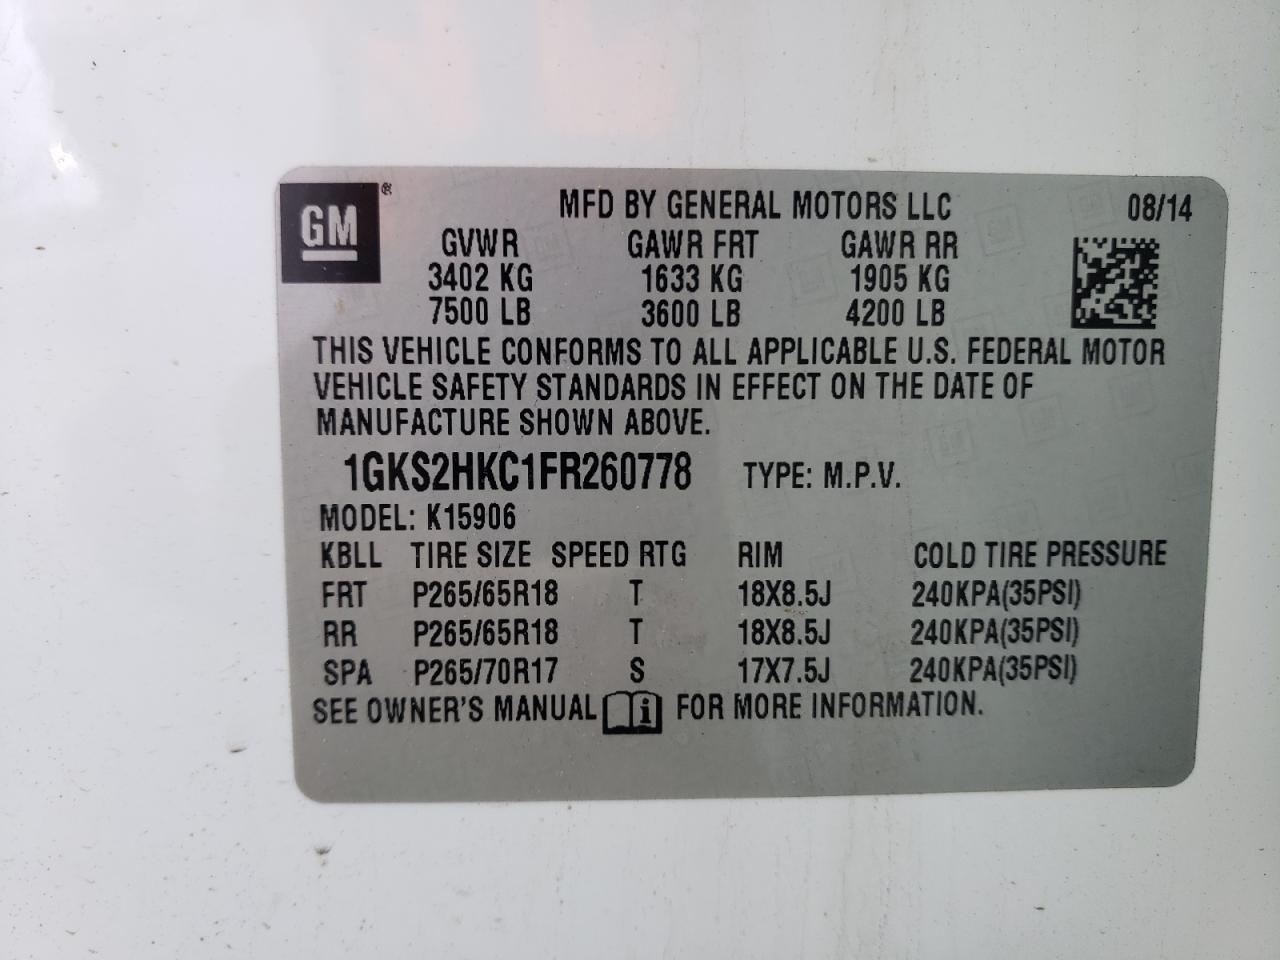 GM ®
MFD BY GENERAL MOTORS LLC 08/14
GVWR GAWR FRT GAWR RR
3402 KG 1633 KG 1905 KG
7500 LB 3600 LB 4200 LB
THIS VEHICLE CONFORMS TO ALL APPLICABLE U.S. FEDERAL MOTOR
VEHICLE SAFETY STANDARDS IN EFFECT ON THE DATE OF
MANUFACTURE SHOWN ABOVE.
1GKS2HKC1FR260778 TYPE: M.P.V.
MODEL: K15906
KBLL TIRE SIZE SPEED RTG RIM COLD TIRE PRESSURE
FRT P265/65R18 T 18X8.5J 240KPA(35PSI)
RR P265/65R18 T 18X8.5J 240KPA(35PSI)
SPA P265/70R17 S 17X7.5J 240KPA(35PSI)
SEE OWNER'S MANUAL i FOR MORE INFORMATION.